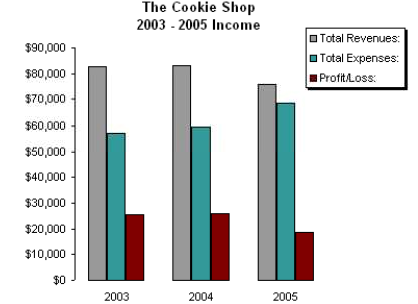 The Cookie Shop
2003 - 2005 Income
$90,000
$80,000
$70,000
$60,000
$50,000
$40,000
$30,000
$20,000
$10,000
$0
2003
2004
2005
Total Revenues:
Total Expenses:
Profit/Loss: